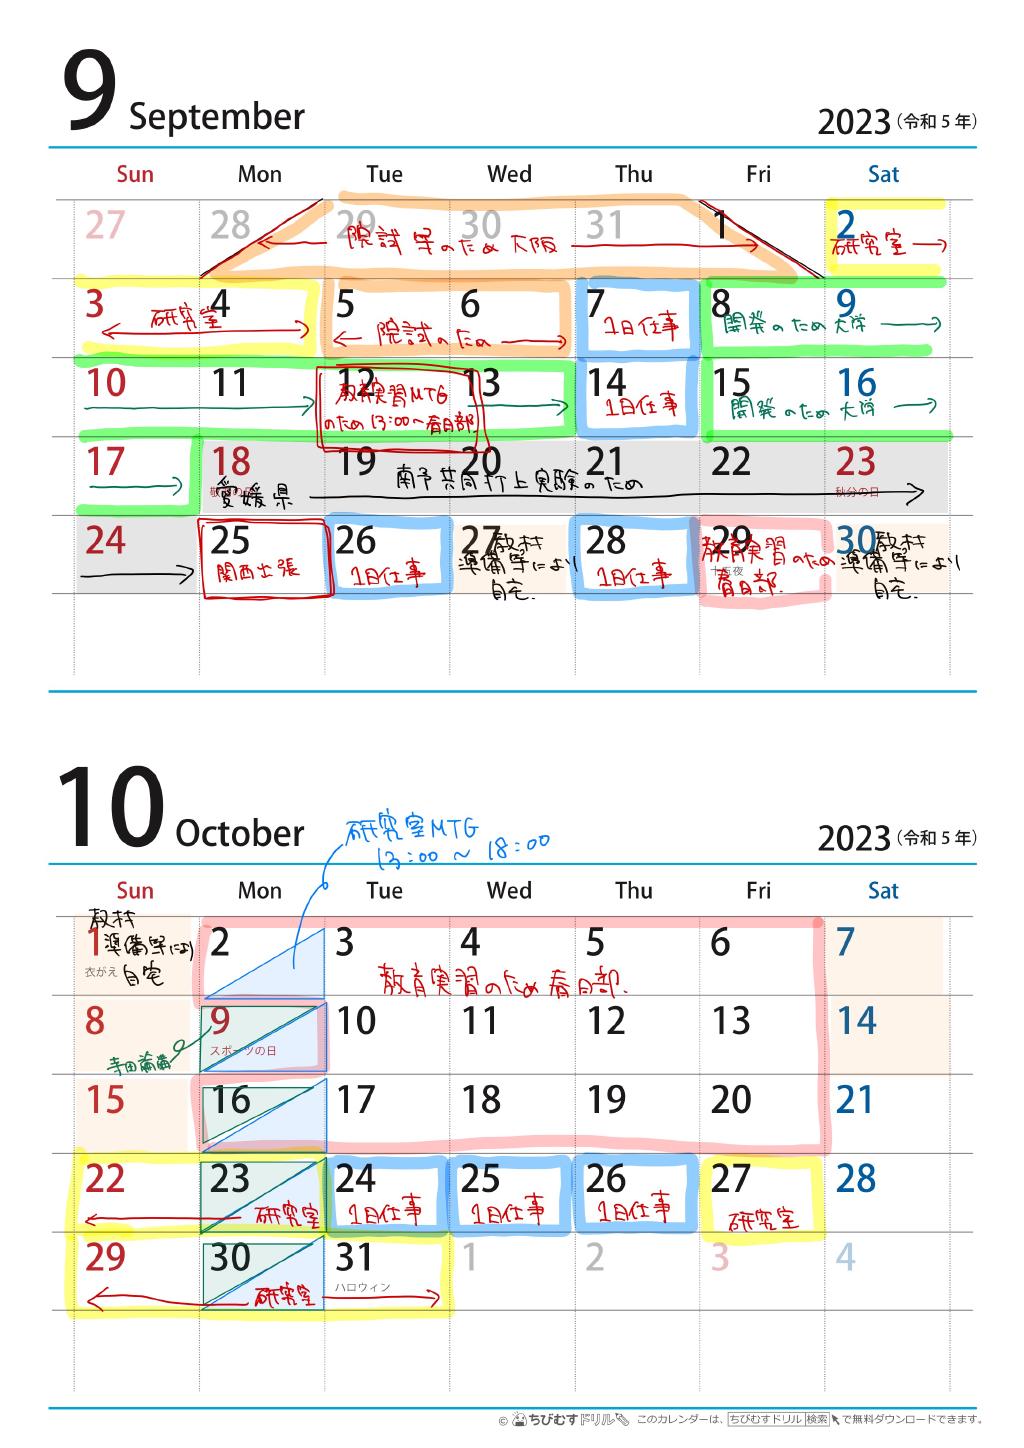 9 September 2023 (令和 5 年)
Sun Mon Tue Wed Thu Fri Sat
27 28 29 30 31 1 2
院試等のため 大阪
研究室
3 4 5 6 7 8 9
研究室
院試のため
1日仕事
開発のため 大学
10 11 12 13 14 15 16
教材実習MTG
のため 13:00~春日部
1日仕事
開発のため 大学
17 18 19 20 21 22 23
敬老の日
愛媛県
南予共同打上実験のため
秋分の日
24 25 26 27 28 29 30
関西出張
1日仕事
教材
準備等により
自宅.
1日仕事
教育実習のため
十五夜
春日部.
教材
準備等により
自宅.
10 October 2023 (令和 5 年)
研究室MTG
13:00 ~ 18:00
Sun Mon Tue Wed Thu Fri Sat
1 2 3 4 5 6 7
教材
準備等により
衣がえ
自宅
教育実習のため春日部.
8 9 10 11 12 13 14
スポーツの日
15 16 17 18 19 20 21
22 23 24 25 26 27 28
研究室
1日仕事
1日仕事
1日仕事
研究室
29 30 31 1 2 3 4
研究室
ハロウィン
© ちびむすドリル このカレンダーは、ちびむすドリル 検索 で無料ダウンロードできます。